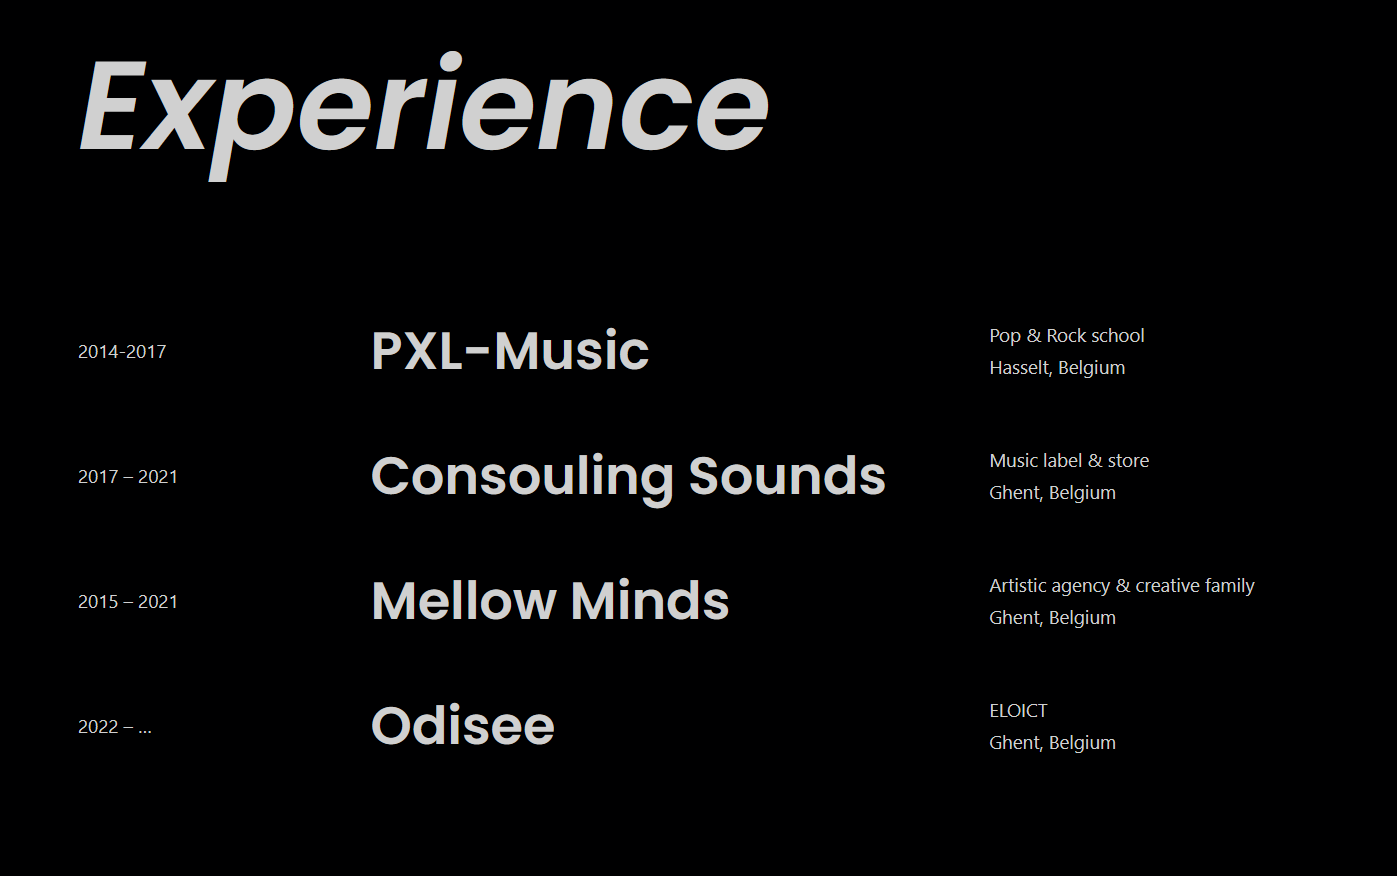 Experience
2014-2017
PXL-Music
Pop & Rock school
Hasselt, Belgium
2017 – 2021
Consouling Sounds
Music label & store
Ghent, Belgium
2015 – 2021
Mellow Minds
Artistic agency & creative family
Ghent, Belgium
2022 – ...
Odisee
ELOICT
Ghent, Belgium